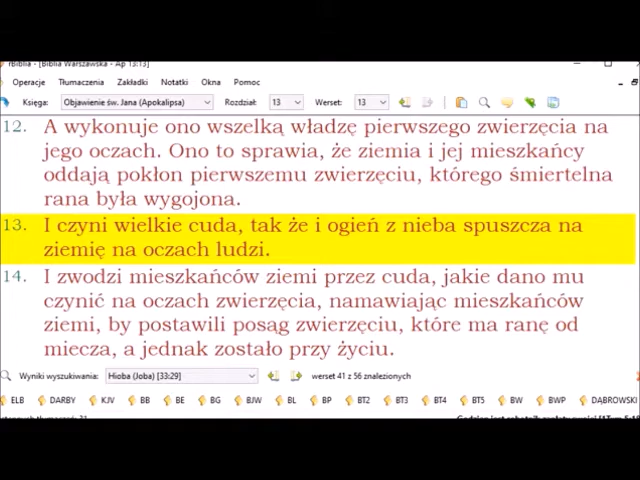 rBiblia - [Biblia Warszawska - Ap 13:13]
Operacje Tłumaczenia Zakładki Notatki Okna Pomoc
Księga: Objawienie św. Jana (Apokalipsa) Rozdział: 13 Werset: 13
12. A wykonuje ono wszelką władzę pierwszego zwierzęcia na
jego oczach. Ono to sprawia, że ziemia i jej mieszkańcy
oddają pokłon pierwszemu zwierzęciu, którego śmiertelna
rana była wygojona.
13. I czyni wielkie cuda, tak że i ogień z nieba spuszcza na
ziemię na oczach ludzi.
14. I zwodzi mieszkańców ziemi przez cuda, jakie dano mu
czynić na oczach zwierzęcia, namawiając mieszkańców
ziemi, by postawili posąg zwierzęciu, które ma ranę od
miecza, a jednak zostało przy życiu.
Wyniki wyszukiwania: Hioba (Joba) [33:29] werset 41 z 56 znalezionych
ELB DARBY KJV BB BE BG BJW BL BP BT2 BT3 BT4 BT5 BW BWP DĄBROWSKI